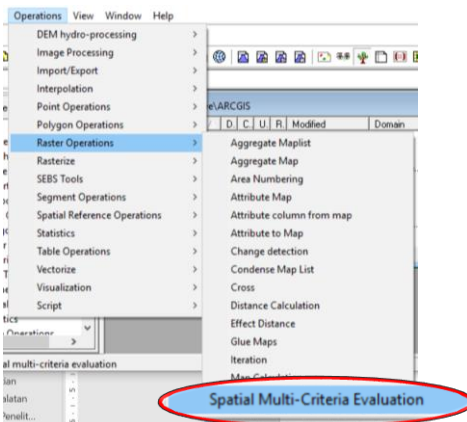 Operations View Window Help
DEM hydro-processing
Image Processing
Import/Export
Interpolation
Point Operations
Polygon Operations
Raster Operations
Rasterize
SEBS Tools
Segment Operations
Spatial Reference Operations
Statistics
Table Operations
Vectorize
Visualization
Script
e\ARCGIS
D. C. U. R. Modified Domain
Aggregate Maplist
Aggregate Map
Area Numbering
Attribute Map
Attribute column from map
Attribute to Map
Change detection
Condense Map List
Cross
Distance Calculation
Effect Distance
Glue Maps
Iteration
Spatial Multi-Criteria Evaluation
Operations
al multi-criteria evaluation
alatan
Penelit...